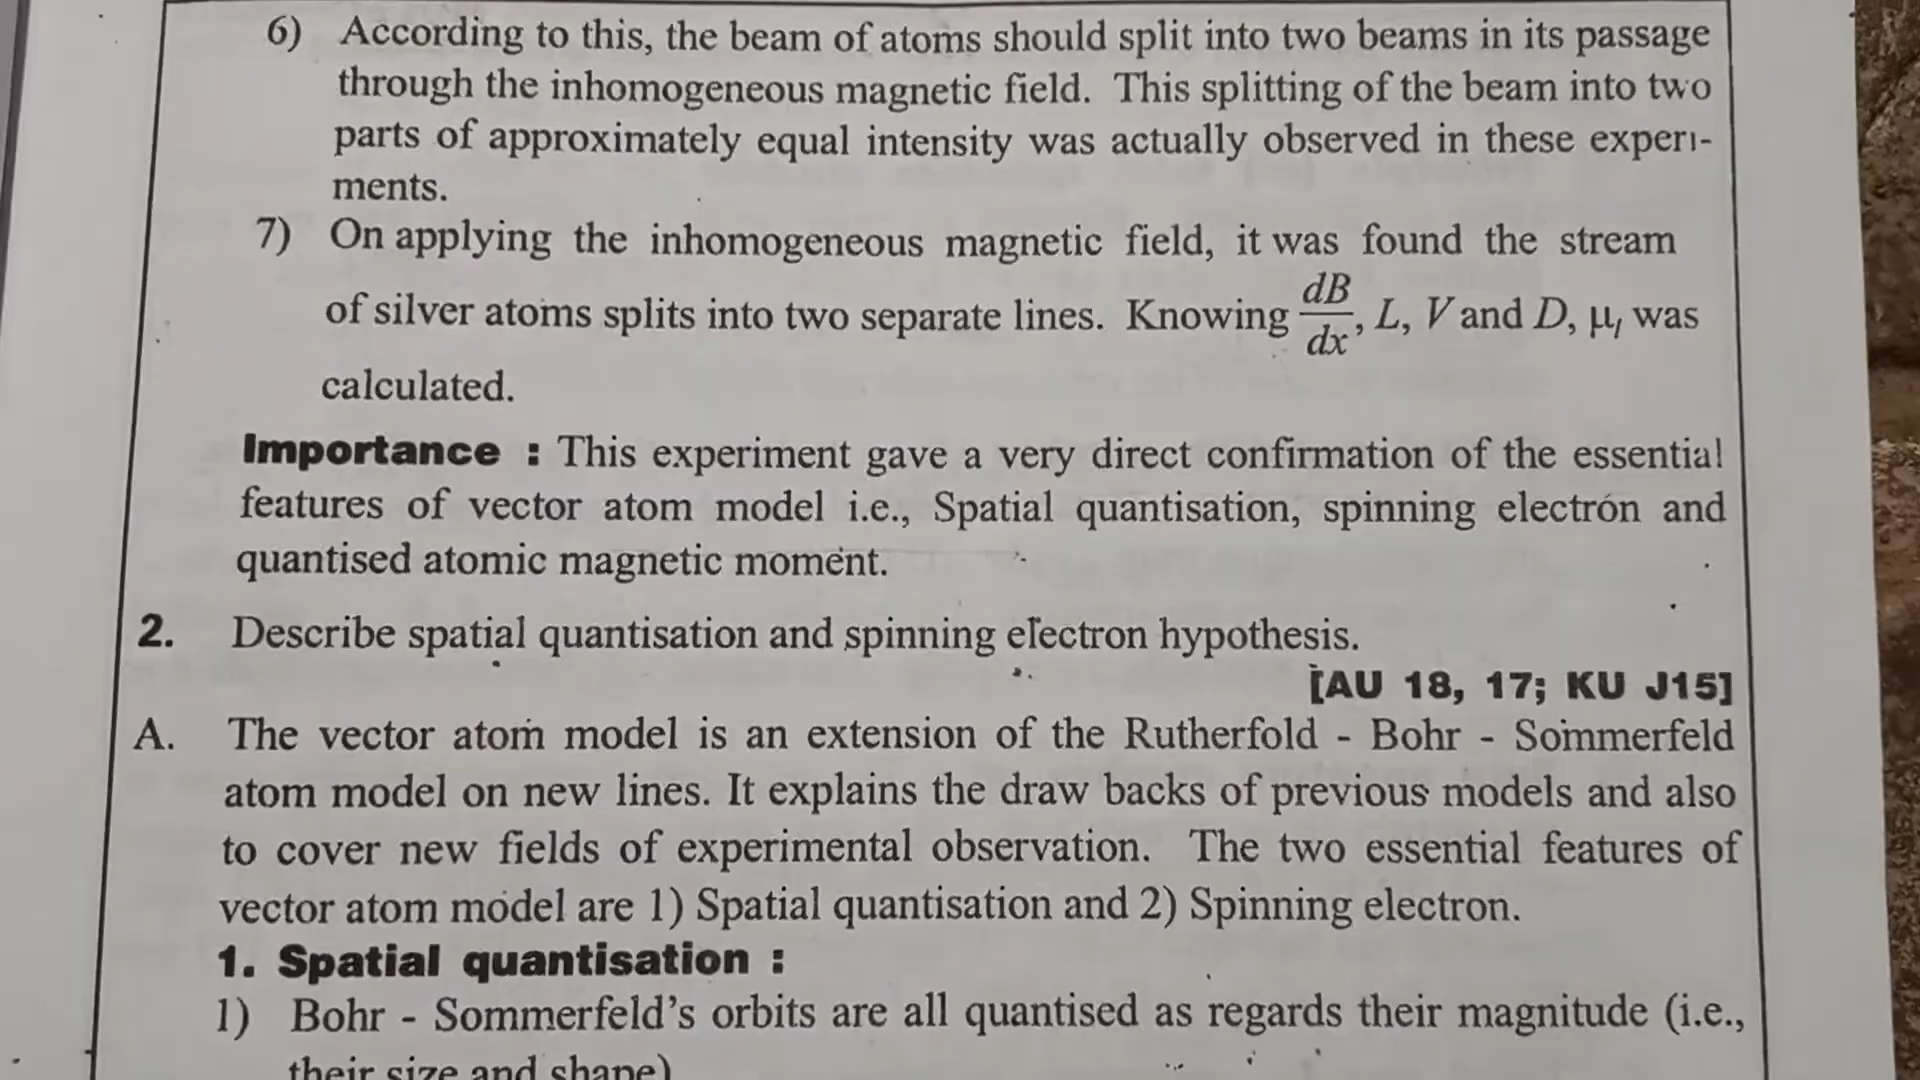 6) According to this, the beam of atoms should split into two beams in its passage
through the inhomogeneous magnetic field. This splitting of the beam into two
parts of approximately equal intensity was actually observed in these experi-
ments.
7) On applying the inhomogeneous magnetic field, it was found the stream
of silver atoms splits into two separate lines. Knowing dB/dx, L, V and D, μₗ was
calculated.
Importance : This experiment gave a very direct confirmation of the essential
features of vector atom model i.e., Spatial quantisation, spinning electron and
quantised atomic magnetic moment.
2. Describe spatial quantisation and spinning electron hypothesis.
[AU 18, 17; KU J15]
A. The vector atom model is an extension of the Rutherfold - Bohr - Sommerfeld
atom model on new lines. It explains the draw backs of previous models and also
to cover new fields of experimental observation. The two essential features of
vector atom model are 1) Spatial quantisation and 2) Spinning electron.
1. Spatial quantisation :
1) Bohr - Sommerfeld's orbits are all quantised as regards their magnitude (i.e.,
their size and shape)